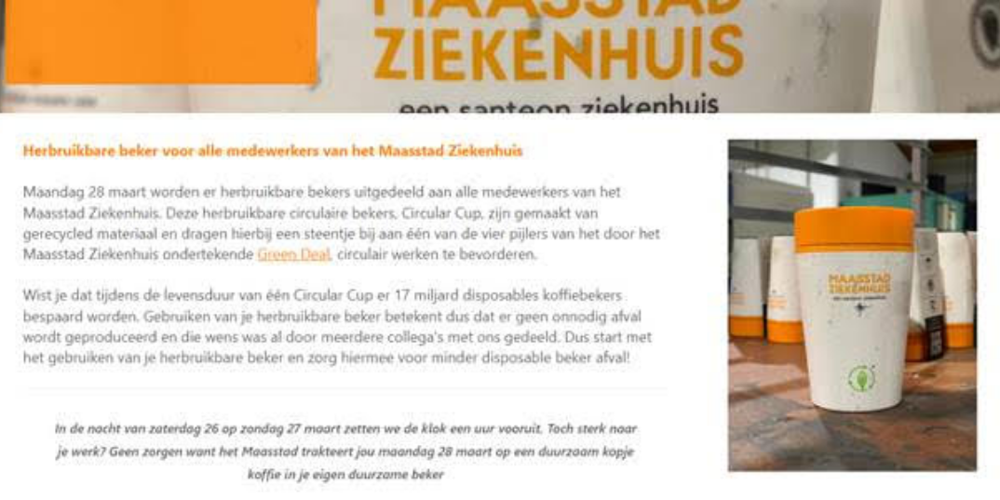 MAASSTAD
ZIEKENHUIS
een santeon ziekenhuis
Herbruikbare beker voor alle medewerkers van het Maasstad Ziekenhuis
Maandag 28 maart worden er herbruikbare bekers uitgedeeld aan alle medewerkers van het
Maasstad Ziekenhuis. Deze herbruikbare circulaire bekers, Circular Cup, zijn gemaakt van
gerecycled materiaal en dragen hierbij een steentje bij aan één van de vier pijlers van het door het
Maasstad Ziekenhuis ondertekende Green Deal, circulair werken te bevorderen.
Wist je dat tijdens de levensduur van één Circular Cup er 17 miljard disposables koffiebekers
bespaard worden. Gebruiken van je herbruikbare beker betekent dus dat er geen onnodig afval
wordt geproduceerd en die wens was al door meerdere collega's met ons gedeeld. Dus start met
het gebruiken van je herbruikbare beker en zorg hiermee voor minder disposable beker afval!
In de nacht van zaterdag 26 op zondag 27 maart zetten we de klok een uur vooruit. Toch sterk naar
je werk? Geen zorgen want het Maasstad trakteert jou maandag 28 maart op een duurzaam kopje
koffie in je eigen duurzame beker
MAASSTAD
ZIEKENHUIS
een santeon ziekenhuis